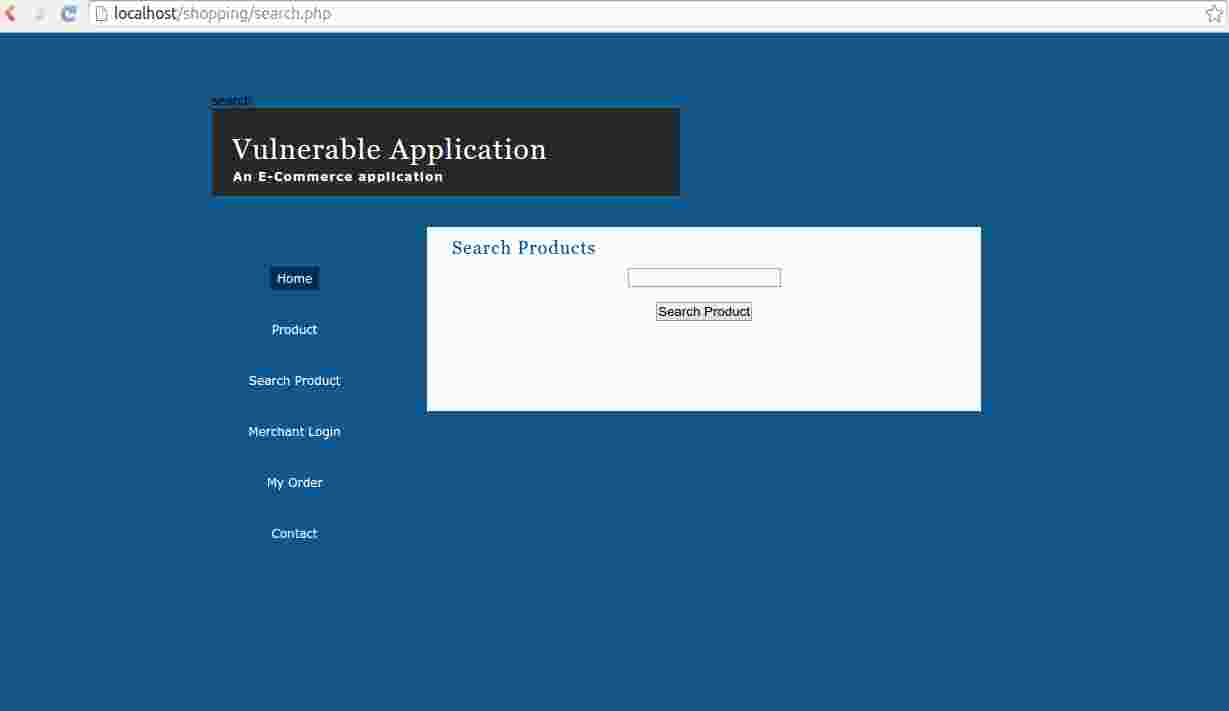 localhost/shopping/search.php
search
Vulnerable Application
An E-Commerce application
Search Products
Home
Search Product
Product
Search Product
Merchant Login
My Order
Contact